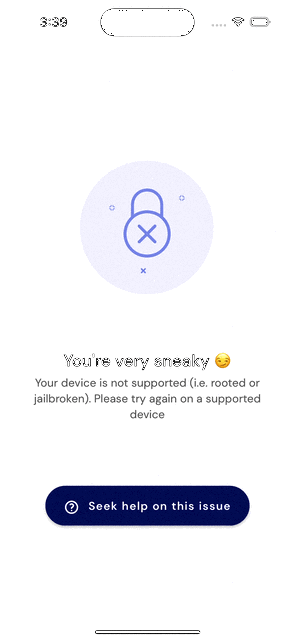 3:39
You're very sneaky 😏
Your device is not supported (i.e. rooted or
jailbroken). Please try again on a supported
device
Seek help on this issue